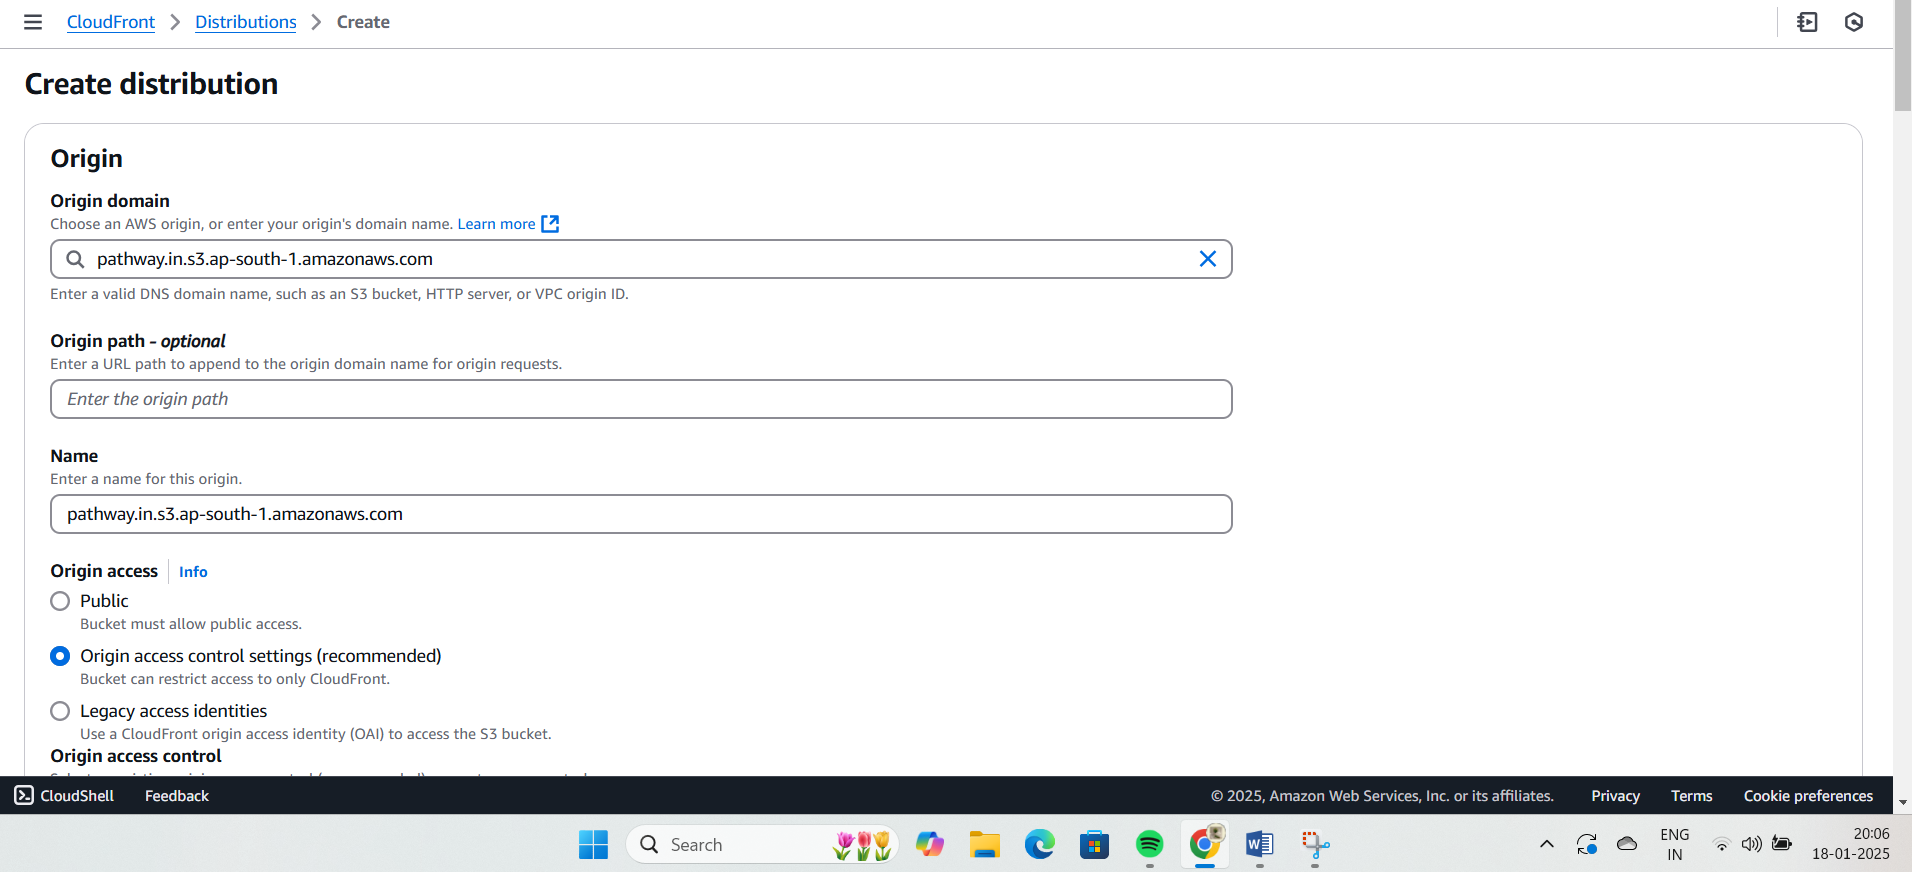 CloudFront > Distributions > Create
Create distribution
Origin
Origin domain
Choose an AWS origin, or enter your origin's domain name. Learn more
pathway.in.s3.ap-south-1.amazonaws.com
Enter a valid DNS domain name, such as an S3 bucket, HTTP server, or VPC origin ID.
Origin path - optional
Enter a URL path to append to the origin domain name for origin requests.
Enter the origin path
Name
Enter a name for this origin.
pathway.in.s3.ap-south-1.amazonaws.com
Origin access Info
Public
Bucket must allow public access.
Origin access control settings (recommended)
Bucket can restrict access to only CloudFront.
Legacy access identities
Use a CloudFront origin access identity (OAI) to access the S3 bucket.
Origin access control
CloudShell Feedback © 2025, Amazon Web Services, Inc. or its affiliates. Privacy Terms Cookie preferences
Search
ENG
IN
20:06
18-01-2025